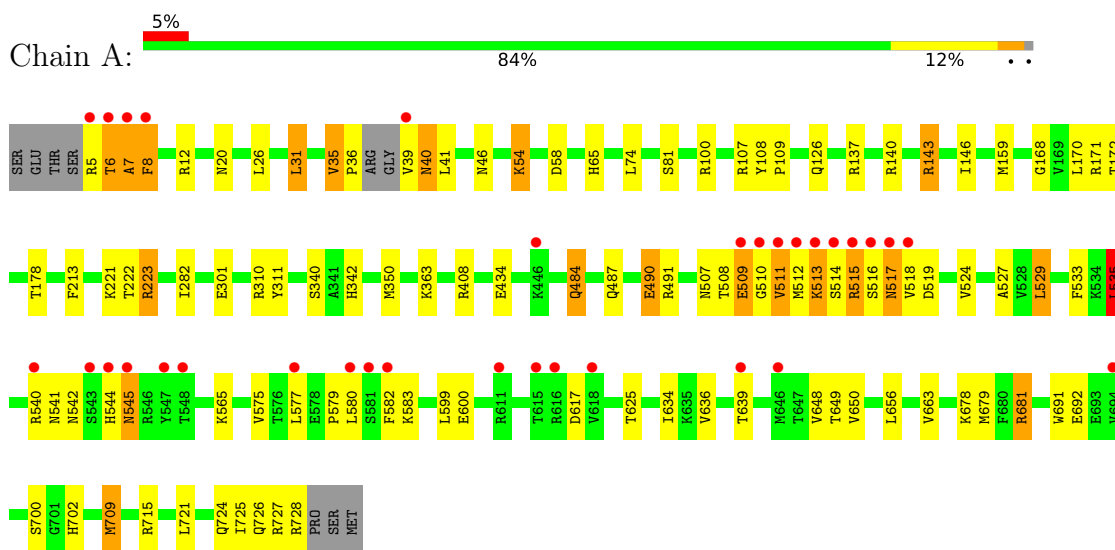 5%
Chain A:
84% 12% • •
SER GLU THR SER R5 T6 A7 F8 R12 N20 L26 L31 V35 P36 ARG GLY V39 N40 L41 N46 K54 D58 H65 L74 S81 R100 R107 Y108 P109 Q126 R137 R140 R143 I146 M159 G168 V169 L170 R171 T172
T178 F213 K221 T222 R223 I282 E301 R310 Y311 S340 A341 H342 M350 K363 R408 E434 K446 Q484 Q487 E490 R491 N507 T508 E509 G510 V511 M512 K513 S514 R515 S516 N517 V518 D519 V524 A527 V528 L529 F533 K534 L535
R540 N541 N542 S543 H544 N545 R546 Y547 T548 K565 V575 T576 L577 E578 P579 L580 S581 F582 K583 L599 E600 R611 T615 R616 D617 V618 T625 I634 K635 V636 T639 M646 T647 V648 T649 V650 L656 V663 K678 M679 F680 R681 W691 E692 E693 V694
S700 G701 H702 M709 R715 L721 Q724 I725 Q726 R727 R728 PRO SER MET